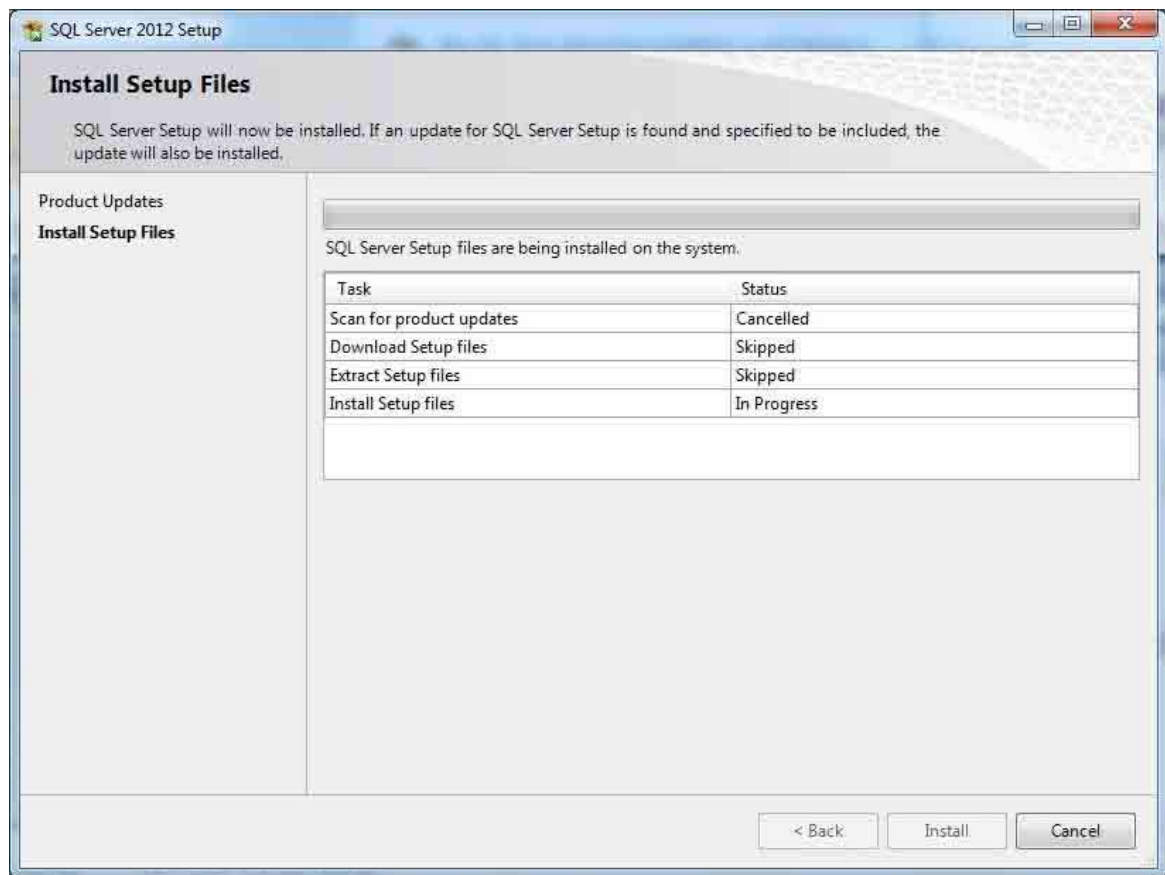 SQL Server 2012 Setup
Install Setup Files
SQL Server Setup will now be installed. If an update for SQL Server Setup is found and specified to be included, the
update will also be installed.
Product Updates
Install Setup Files
SQL Server Setup files are being installed on the system.
Task Status
Scan for product updates Cancelled
Download Setup files Skipped
Extract Setup files Skipped
Install Setup files In Progress
< Back Install Cancel